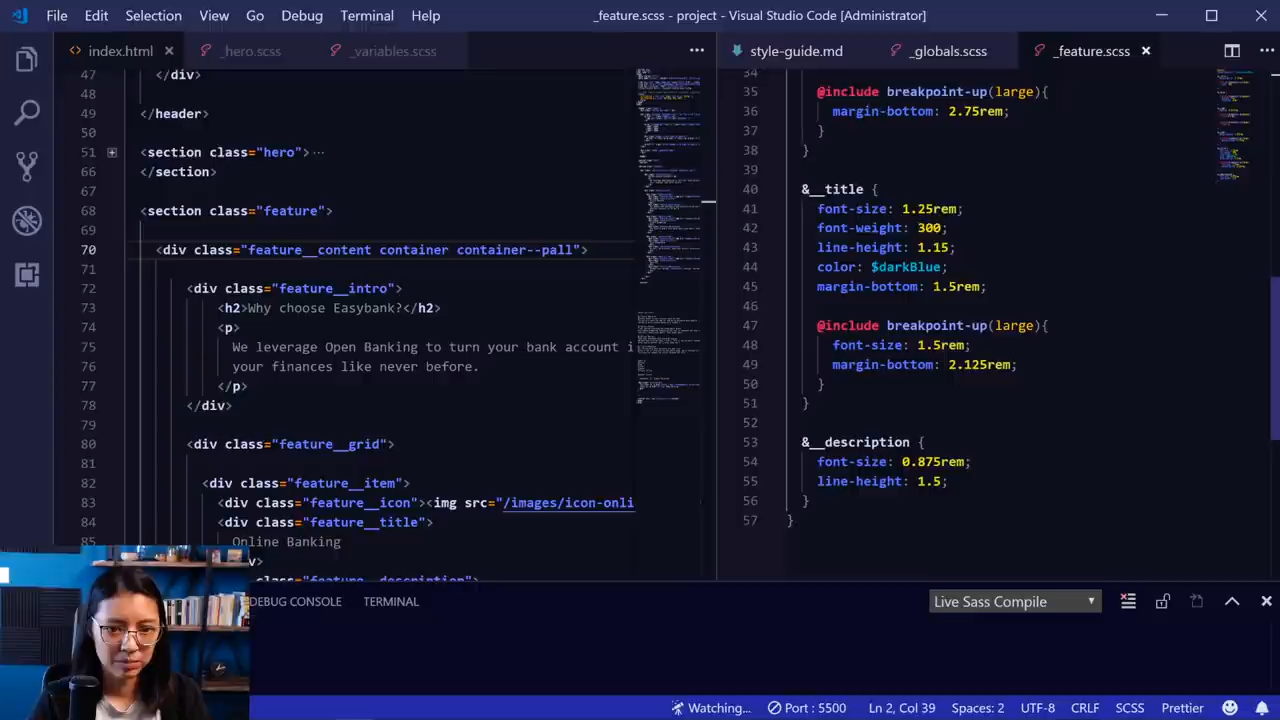 File Edit Selection View Go Debug Terminal Help
_feature.scss - project - Visual Studio Code [Administrator]
index.html
_hero.scss
_variables.scss
style-guide.md
_globals.scss
_feature.scss
47 </div>
48
49 </header>
50
51 <section class="hero">
66 </section>
67
68 <section class="feature">
69
70 <div class="feature__content container container--pall">
71
72 <div class="feature__intro">
73 <h2>Why choose Easybank?</h2>
74 <p>
75 We leverage Open Banking to turn your bank account i
76 your finances like never before.
77 </p>
78 </div>
79
80 <div class="feature__grid">
81
82 <div class="feature__item">
83 <div class="feature__icon"><img src="/images/icon-onli
84 <div class="feature__title">
85 Online Banking
class="feature__description">
34
35 @include breakpoint-up(large){
36 margin-bottom: 2.75rem;
37 }
38 }
39
40 &__title {
41 font-size: 1.25rem;
42 font-weight: 300;
43 line-height: 1.15;
44 color: $darkBlue;
45 margin-bottom: 1.5rem;
46
47 @include breakpoint-up(large){
48 font-size: 1.5rem;
49 margin-bottom: 2.125rem;
50 }
51 }
52
53 &__description {
54 font-size: 0.875rem;
55 line-height: 1.5;
56 }
57 }
DEBUG CONSOLE TERMINAL
Live Sass Compile
Watching... Port : 5500 Ln 2, Col 39 Spaces: 2 UTF-8 CRLF SCSS Prettier